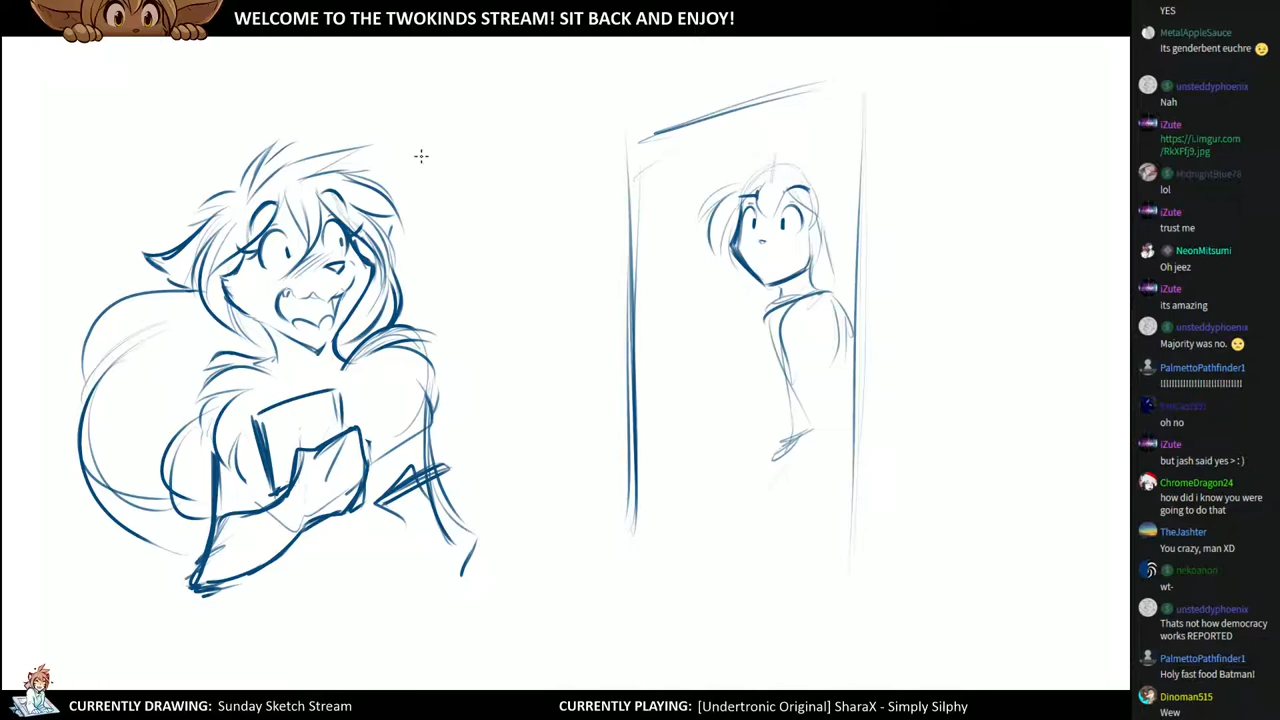 WELCOME TO THE TWOKINDS STREAM! SIT BACK AND ENJOY!
YES
MetalAppleSauce
Its genderbent euchre
unsteddyphoenix
Nah
iZute
https://i.imgur.com
/RkXFfj9.jpg
MidnightBlue78
lol
iZute
trust me
NeonMitsumi
Oh jeez
iZute
its amazing
unsteddyphoenix
Majority was no.
PalmettoPathfinder1
oh no
iZute
but jash said yes > : )
ChromeDragon24
how did i know you were
going to do that
TheJashter
You crazy, man XD
nekoanon
wt-
unsteddyphoenix
Thats not how democracy
works REPORTED
PalmettoPathfinder1
Holy fast food Batman!
Dinoman515
Wew
CURRENTLY DRAWING: Sunday Sketch Stream
CURRENTLY PLAYING: [Undertronic Original] SharaX - Simply Silphy